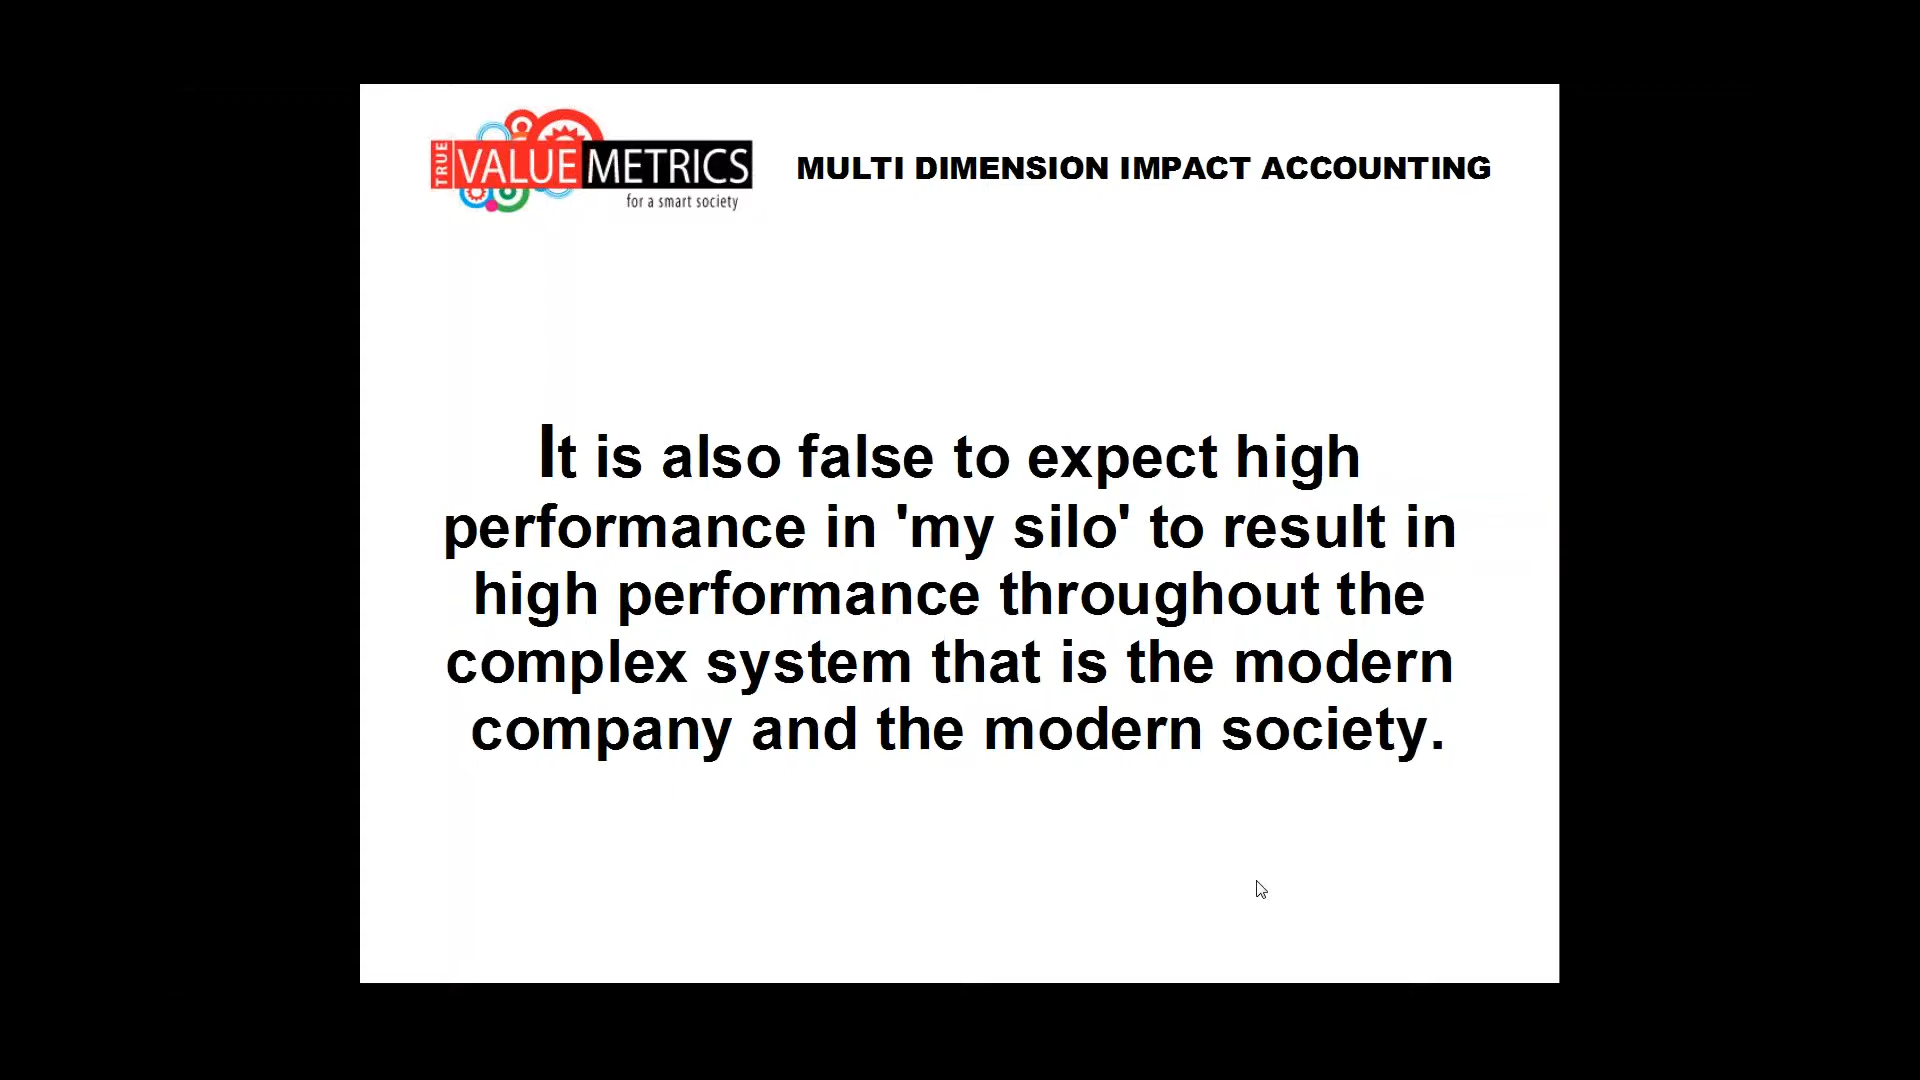 TRUE VALUE METRICS
for a smart society
MULTI DIMENSION IMPACT ACCOUNTING
It is also false to expect high
performance in 'my silo' to result in
high performance throughout the
complex system that is the modern
company and the modern society.